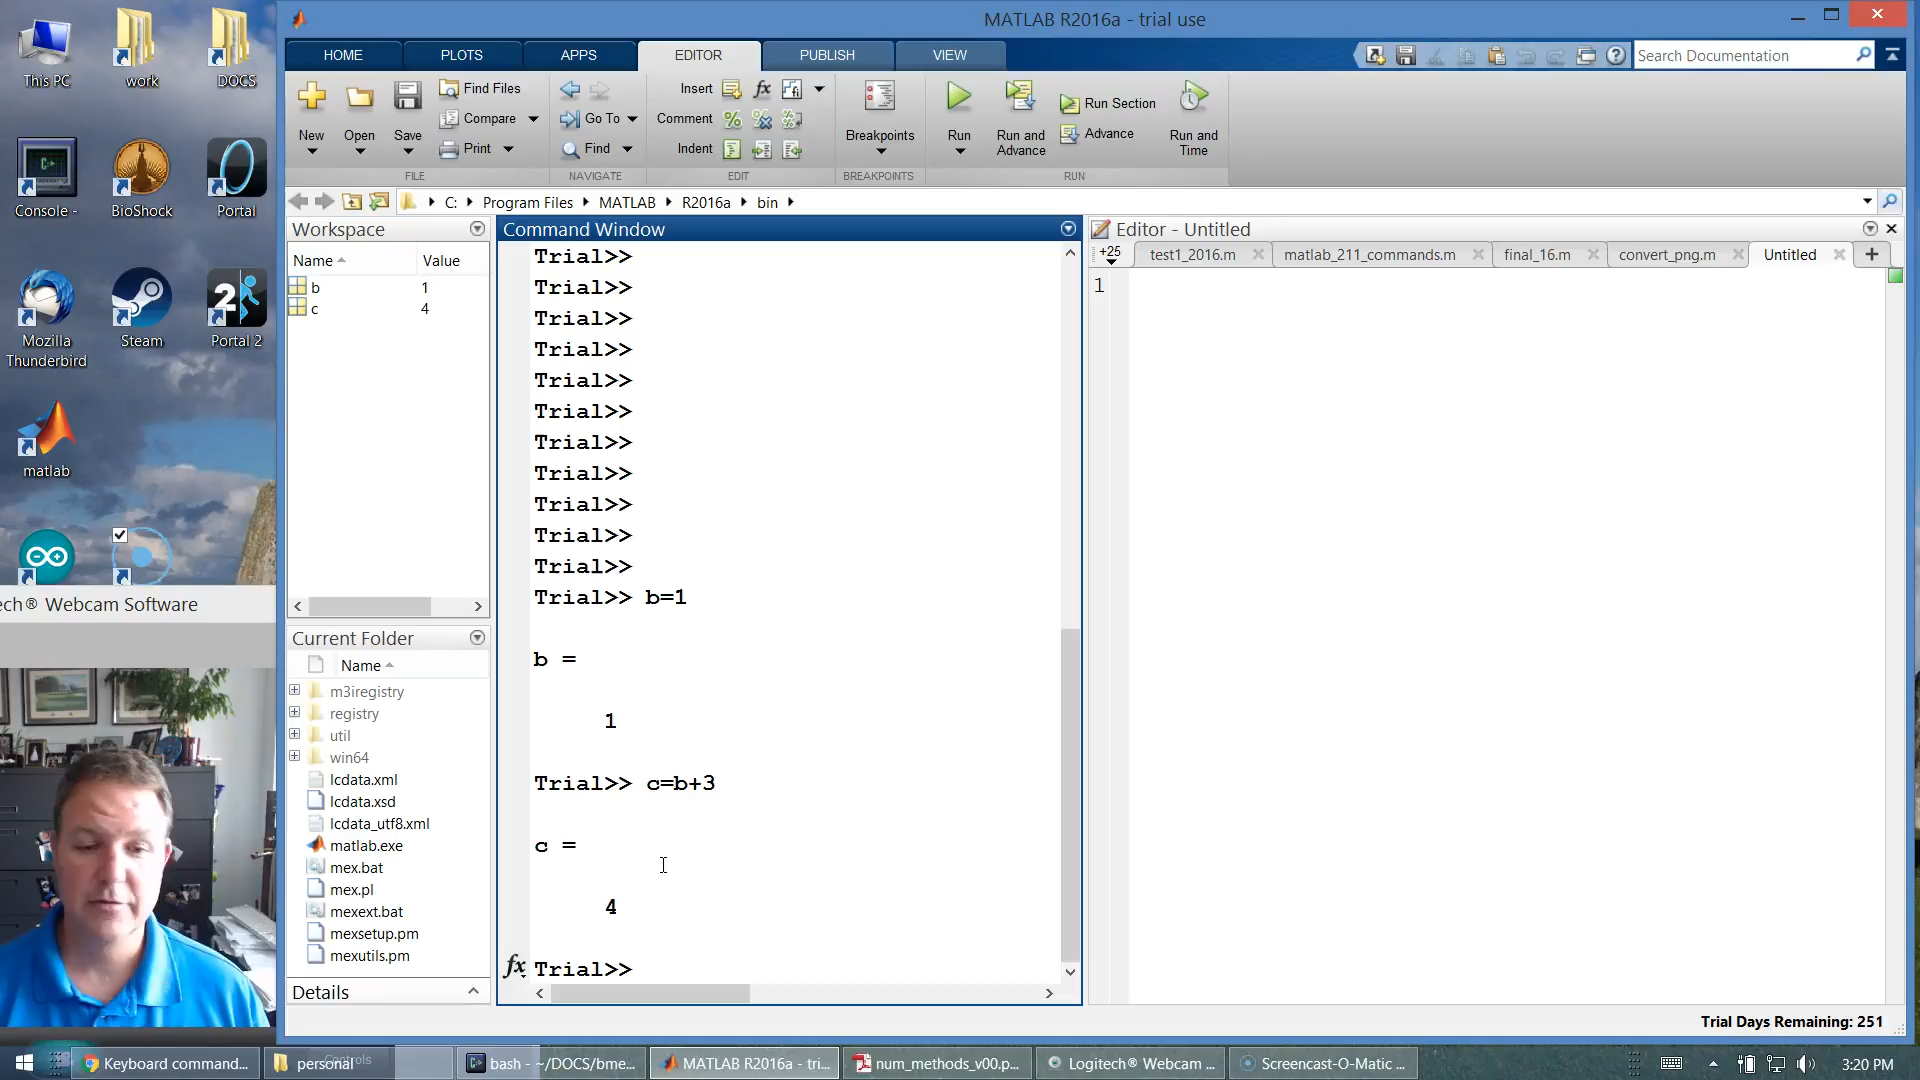 MATLAB R2016a - trial use
This PC
work
DOCS
Console -
BioShock
Portal
Mozilla
Thunderbird
Steam
Portal 2
matlab
ech® Webcam Software
HOME
PLOTS
APPS
EDITOR
PUBLISH
VIEW
Search Documentation
New
Open
Save
Find Files
Compare
Print
FILE
Go To
Find
NAVIGATE
Insert
Comment
Indent
EDIT
Breakpoints
BREAKPOINTS
Run
Run and
Advance
Run Section
Advance
Run and
Time
RUN
C: Program Files MATLAB R2016a bin
Workspace
Name Value
b 1
c 4
Current Folder
Name
m3iregistry
registry
util
win64
lcdata.xml
lcdata.xsd
lcdata_utf8.xml
matlab.exe
mex.bat
mex.pl
mexext.bat
mexsetup.pm
mexutils.pm
Details
Command Window
Trial>>
Trial>>
Trial>>
Trial>>
Trial>>
Trial>>
Trial>>
Trial>>
Trial>>
Trial>>
Trial>>
Trial>> b=1
b =
1
Trial>> c=b+3
c =
4
fx Trial>>
Editor - Untitled
+25 test1_2016.m matlab_211_commands.m final_16.m convert_png.m Untitled
1
Trial Days Remaining: 251
Keyboard command...
personal
Controls
bash - ~/DOCS/bme...
MATLAB R2016a - tri...
num_methods_v00.p...
Logitech® Webcam ...
Screencast-O-Matic ...
3:20 PM